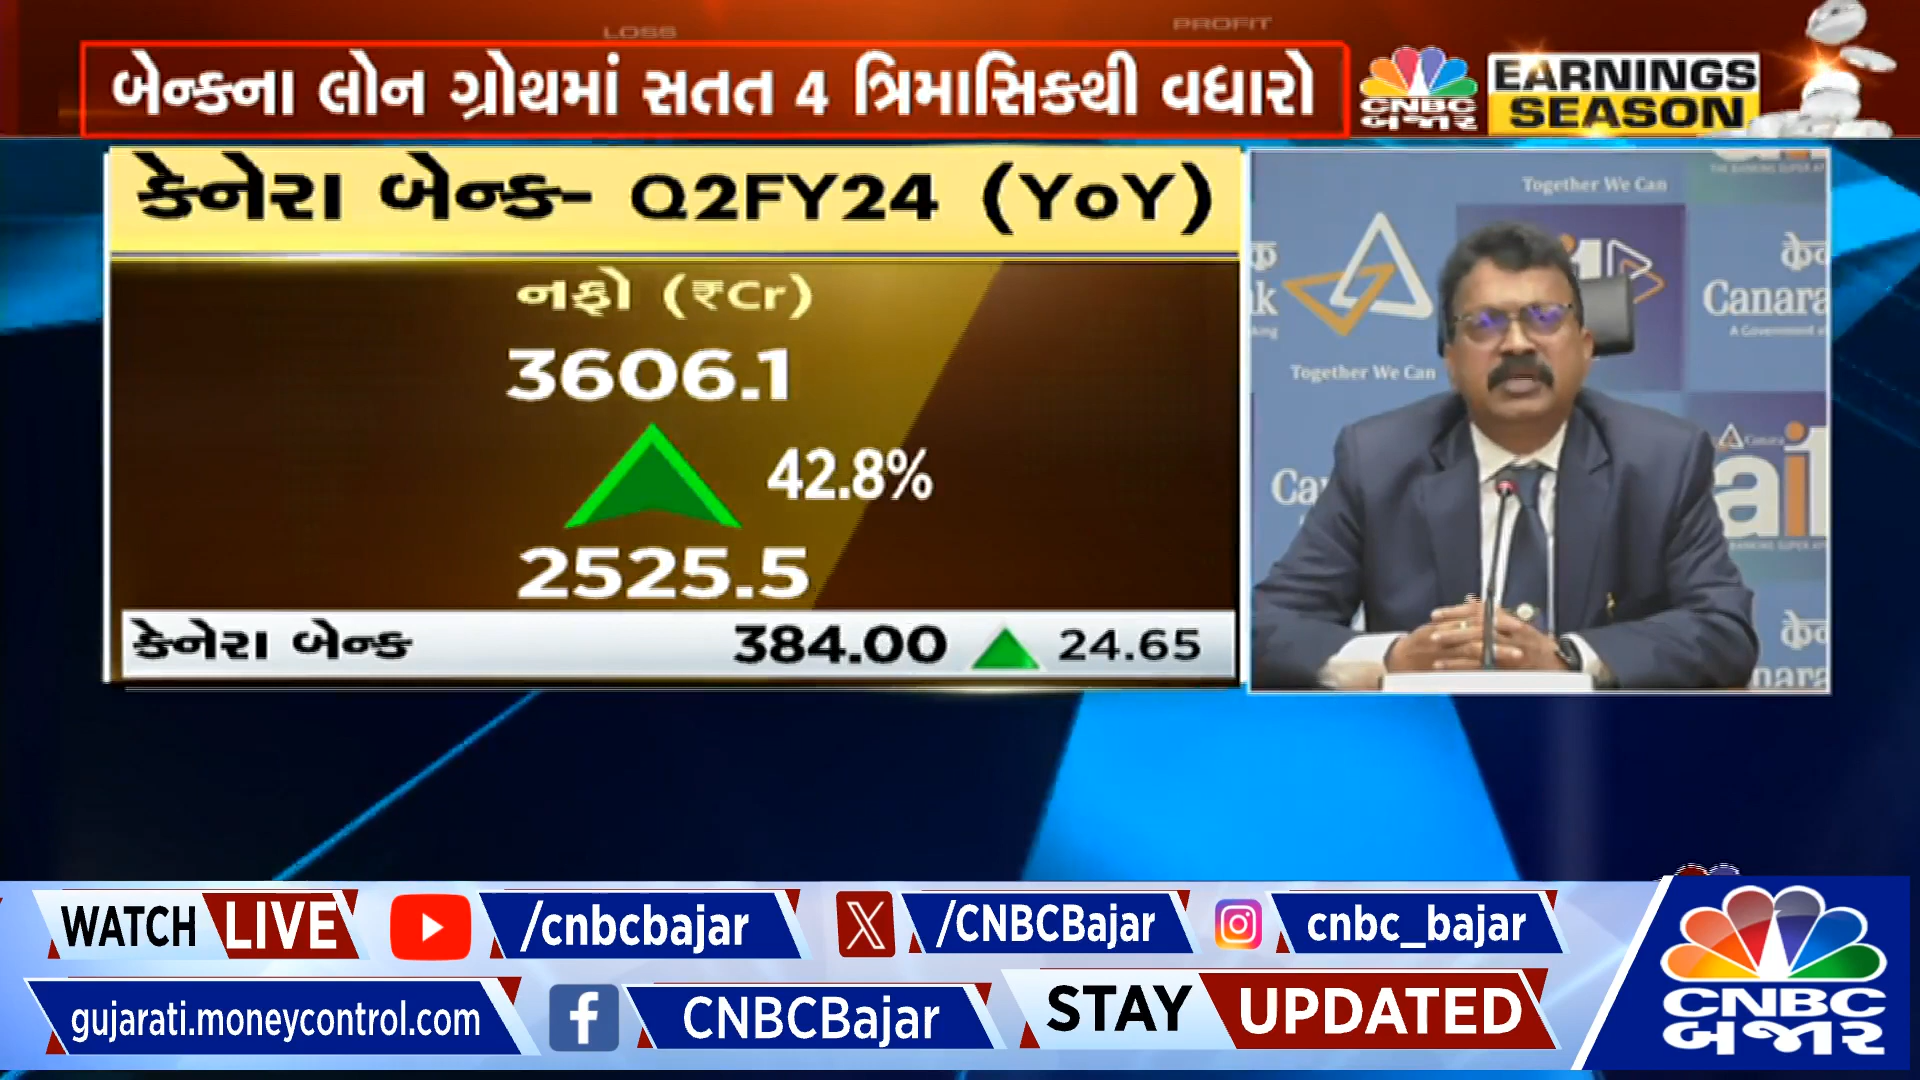 LOSS
PROFIT
બેન્કના લોન ગ્રોથમાં સતત 4 ત્રિમાસિકથી વધારો
CNBC
બજાર
EARNINGS
SEASON
કેનેરા બેન્ક- Q2FY24 (YoY)
નફો (₹Cr)
3606.1
42.8%
2525.5
કેનેરા બેન્ક 384.00 24.65
Together We Can
Canara
Together We Can
WATCH LIVE /cnbcbajar /CNBCBajar cnbc_bajar
gujarati.moneycontrol.com CNBCBajar STAY UPDATED
CNBC
બજાર